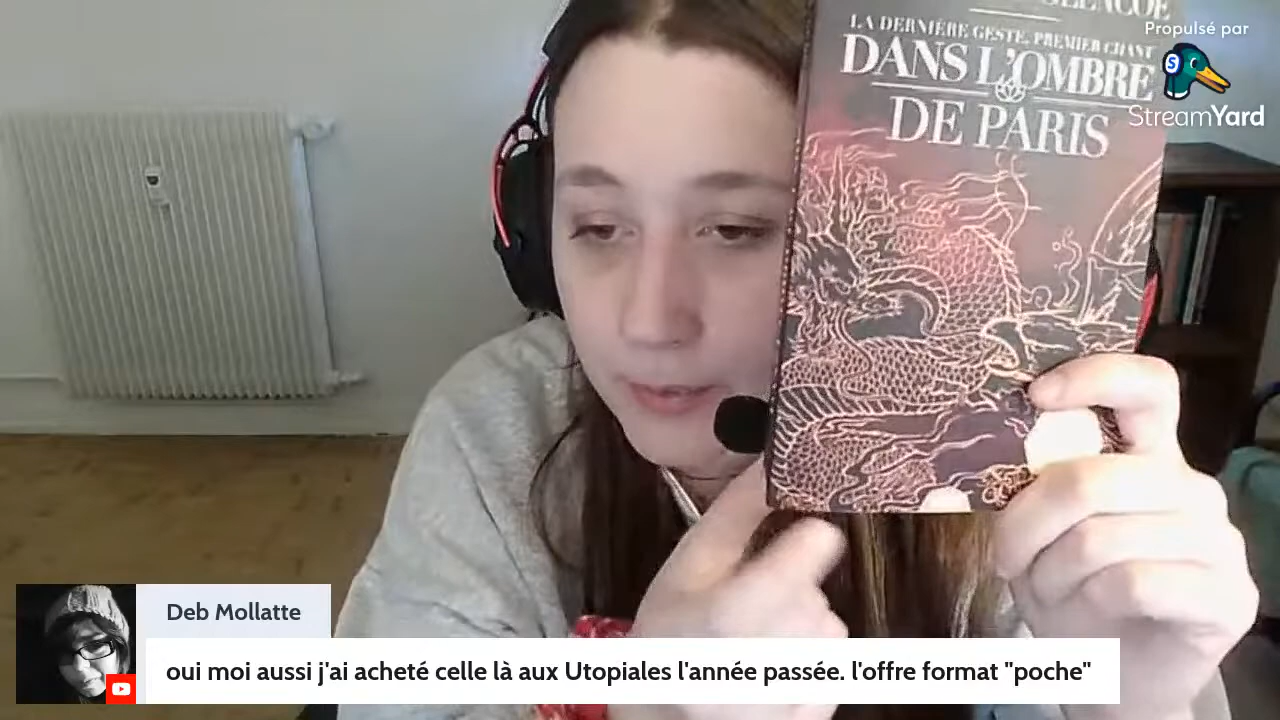 LA DERNIÈRE GESTE, PREMIER CHANT
DANS L'OMBRE
DE PARIS
Propulsé par
S
StreamYard
Deb Mollatte
oui moi aussi j'ai acheté celle là aux Utopiales l'année passée. l'offre format "poche"